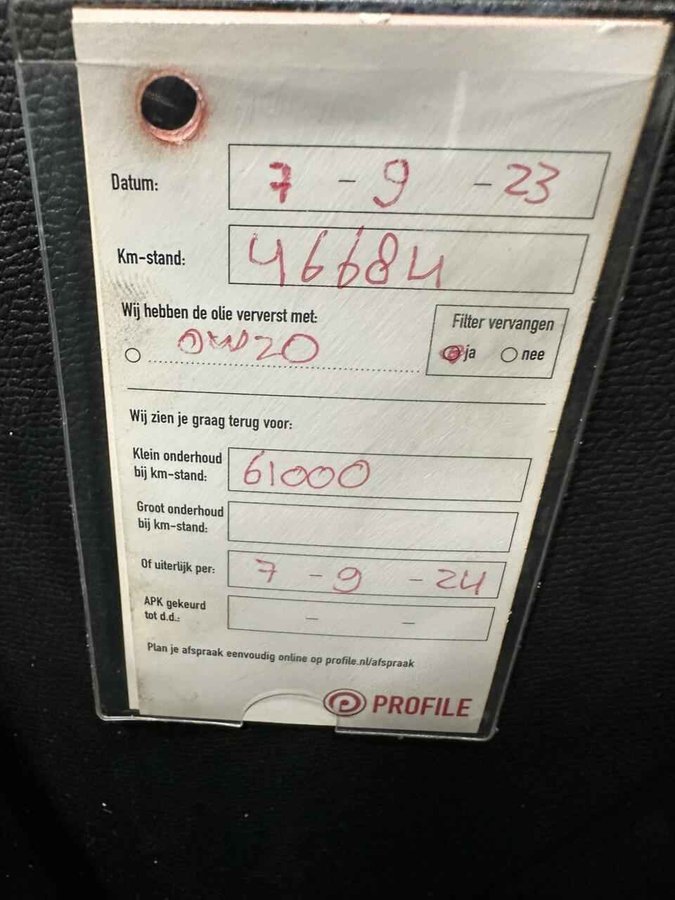 Datum: 7 - 9 - 23
Km-stand: 46684
Wij hebben de olie ververst met:
0W20
Filter vervangen
ja nee
Wij zien je graag terug voor:
Klein onderhoud
bij km-stand: 61000
Groot onderhoud
bij km-stand:
Of uiterlijk per: 7 - 9 - 24
APK gekeurd
tot d.d.: - -
Plan je afspraak eenvoudig online op profile.nl/afspraak
PROFILE